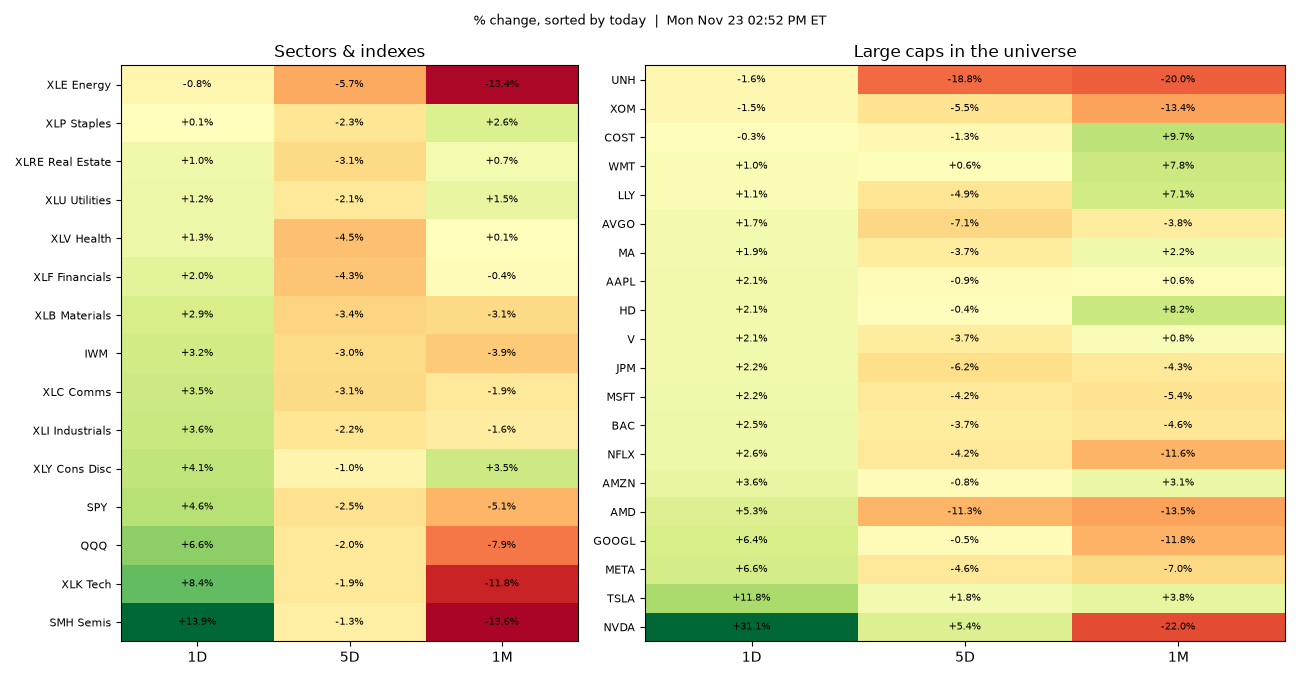 % change, sorted by today | Mon Nov 23 02:52 PM ET
Sectors & indexes
XLE Energy -0.8% -5.7% -13.4%
XLP Staples +0.1% -2.3% +2.6%
XLRE Real Estate +1.0% -3.1% +0.7%
XLU Utilities +1.2% -2.1% +1.5%
XLV Health +1.3% -4.5% +0.1%
XLF Financials +2.0% -4.3% -0.4%
XLB Materials +2.9% -3.4% -3.1%
IWM +3.2% -3.0% -3.9%
XLC Comms +3.5% -3.1% -1.9%
XLI Industrials +3.6% -2.2% -1.6%
XLY Cons Disc +4.1% -1.0% +3.5%
SPY +4.6% -2.5% -5.1%
QQQ +6.6% -2.0% -7.9%
XLK Tech +8.4% -1.9% -11.8%
SMH Semis +13.9% -1.3% -13.6%
1D 5D 1M
Large caps in the universe
UNH -1.6% -18.8% -20.0%
XOM -1.5% -5.5% -13.4%
COST -0.3% -1.3% +9.7%
WMT +1.0% +0.6% +7.8%
LLY +1.1% -4.9% +7.1%
AVGO +1.7% -7.1% -3.8%
MA +1.9% -3.7% +2.2%
AAPL +2.1% -0.9% +0.6%
HD +2.1% -0.4% +8.2%
V +2.1% -3.7% +0.8%
JPM +2.2% -6.2% -4.3%
MSFT +2.2% -4.2% -5.4%
BAC +2.5% -3.7% -4.6%
NFLX +2.6% -4.2% -11.6%
AMZN +3.6% -0.8% +3.1%
AMD +5.3% -11.3% -13.5%
GOOGL +6.4% -0.5% -11.8%
META +6.6% -4.6% -7.0%
TSLA +11.8% +1.8% +3.8%
NVDA +31.1% +5.4% -22.0%
1D 5D 1M